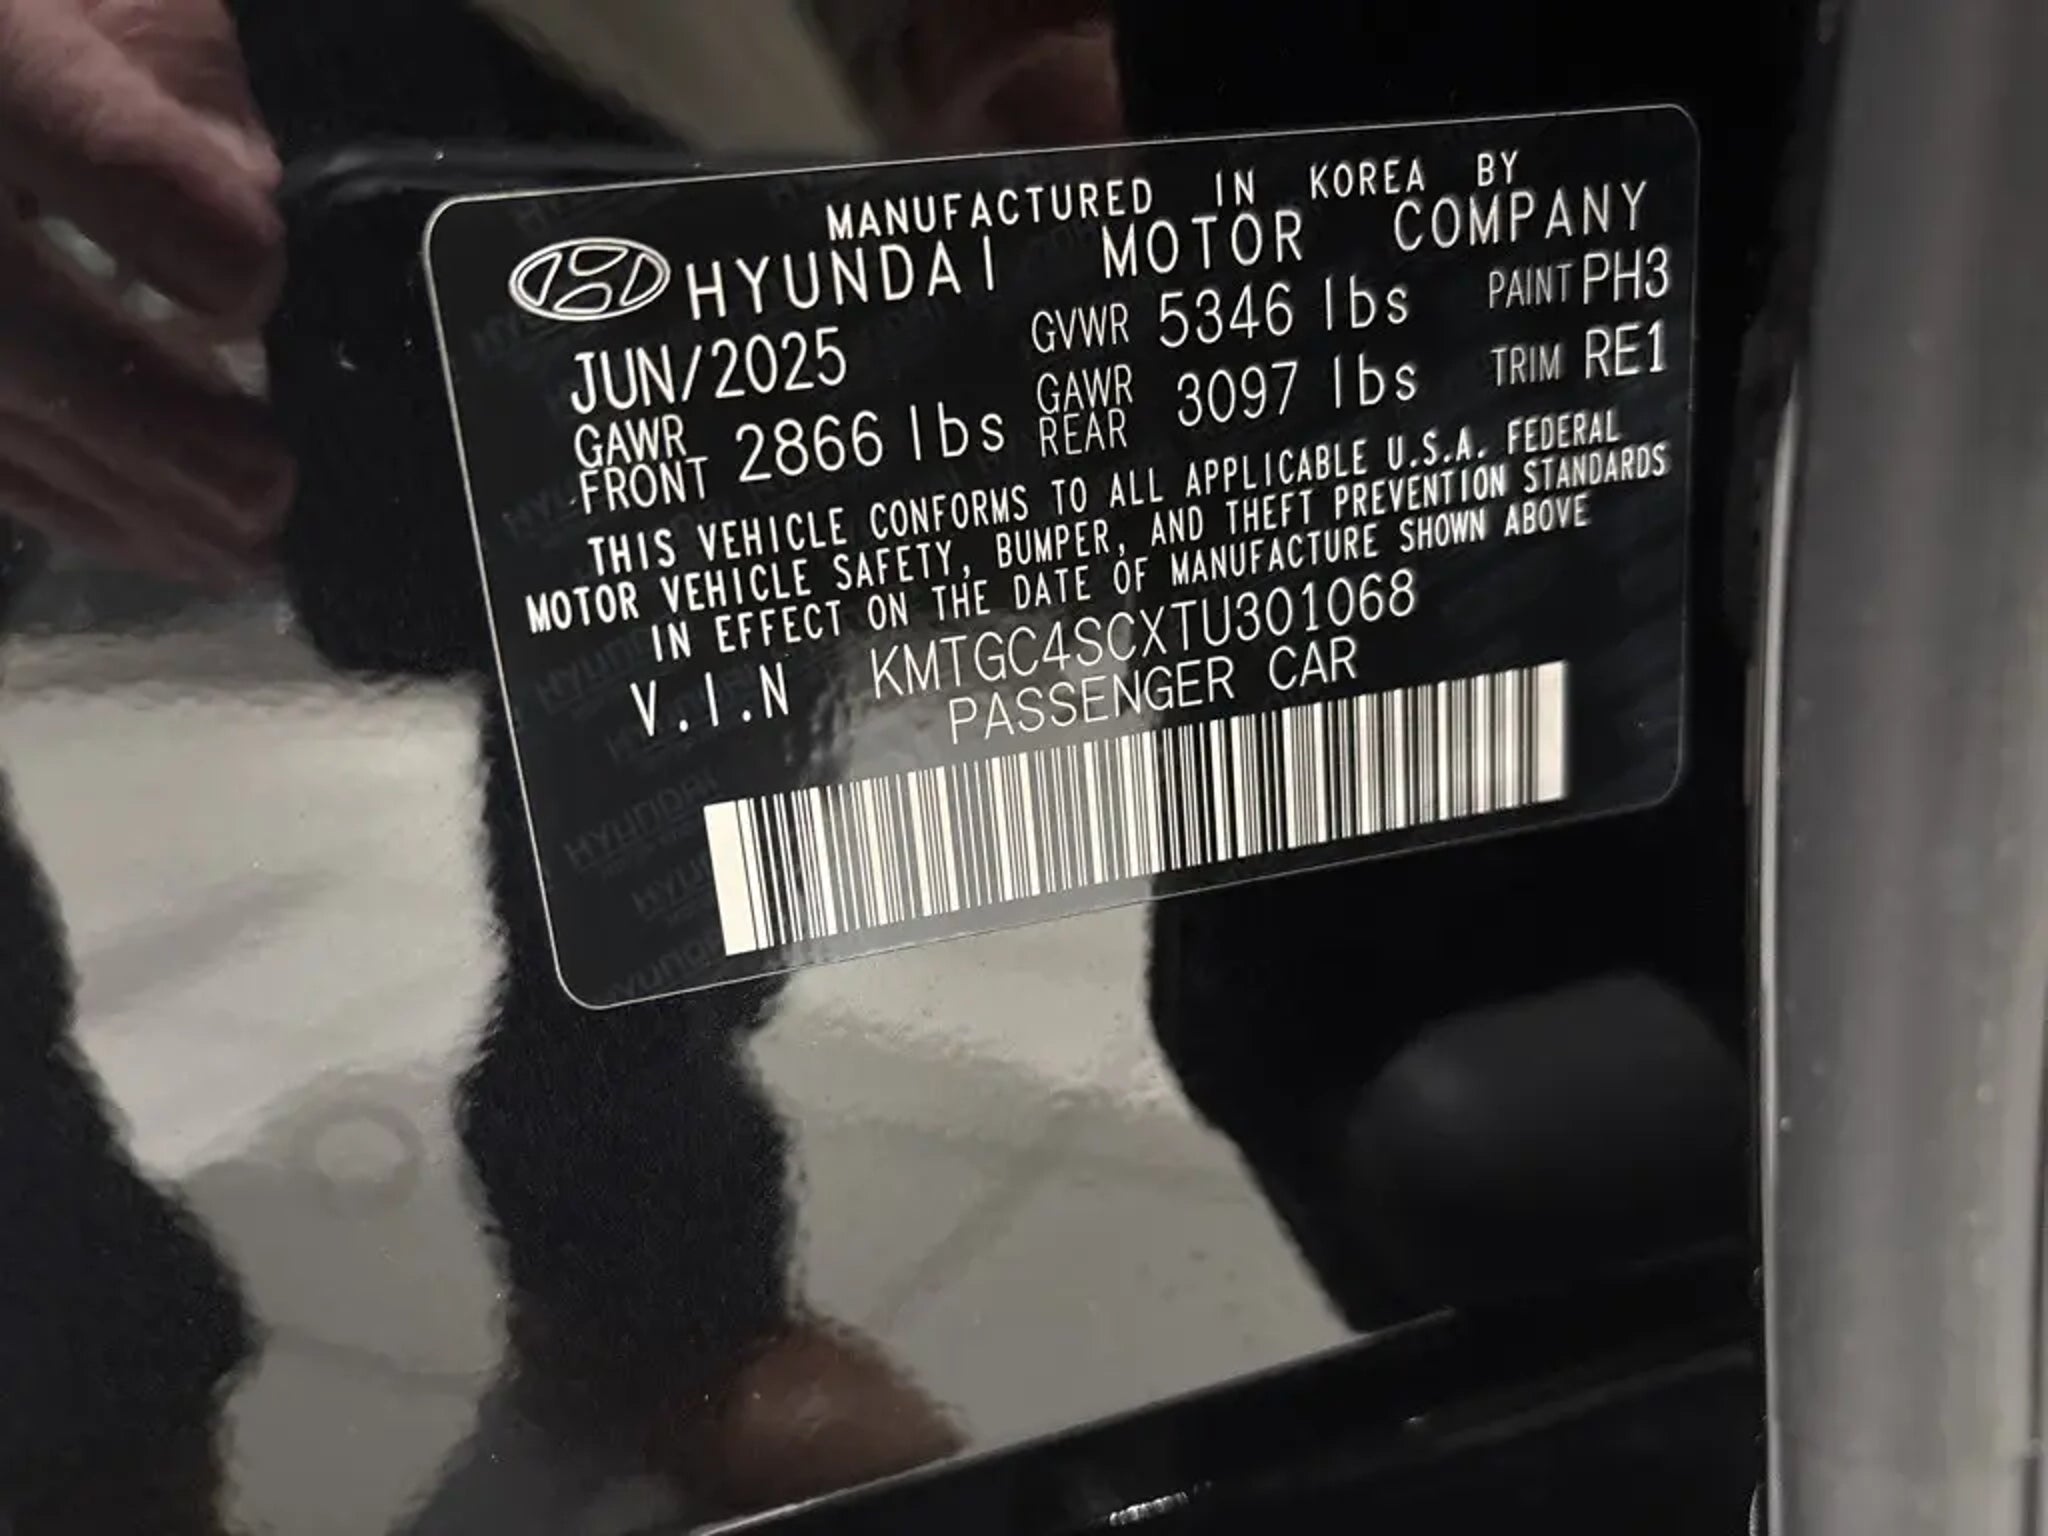 MANUFACTURED IN KOREA BY
HYUNDAI MOTOR COMPANY
JUN/2025 GVWR 5346 lbs PAINT PH3
GAWR FRONT 2866 lbs GAWR REAR 3097 lbs TRIM RE1
THIS VEHICLE CONFORMS TO ALL APPLICABLE U.S.A. FEDERAL
MOTOR VEHICLE SAFETY, BUMPER, AND THEFT PREVENTION STANDARDS
IN EFFECT ON THE DATE OF MANUFACTURE SHOWN ABOVE
V.I.N KMTGC4SCXTU301068
PASSENGER CAR